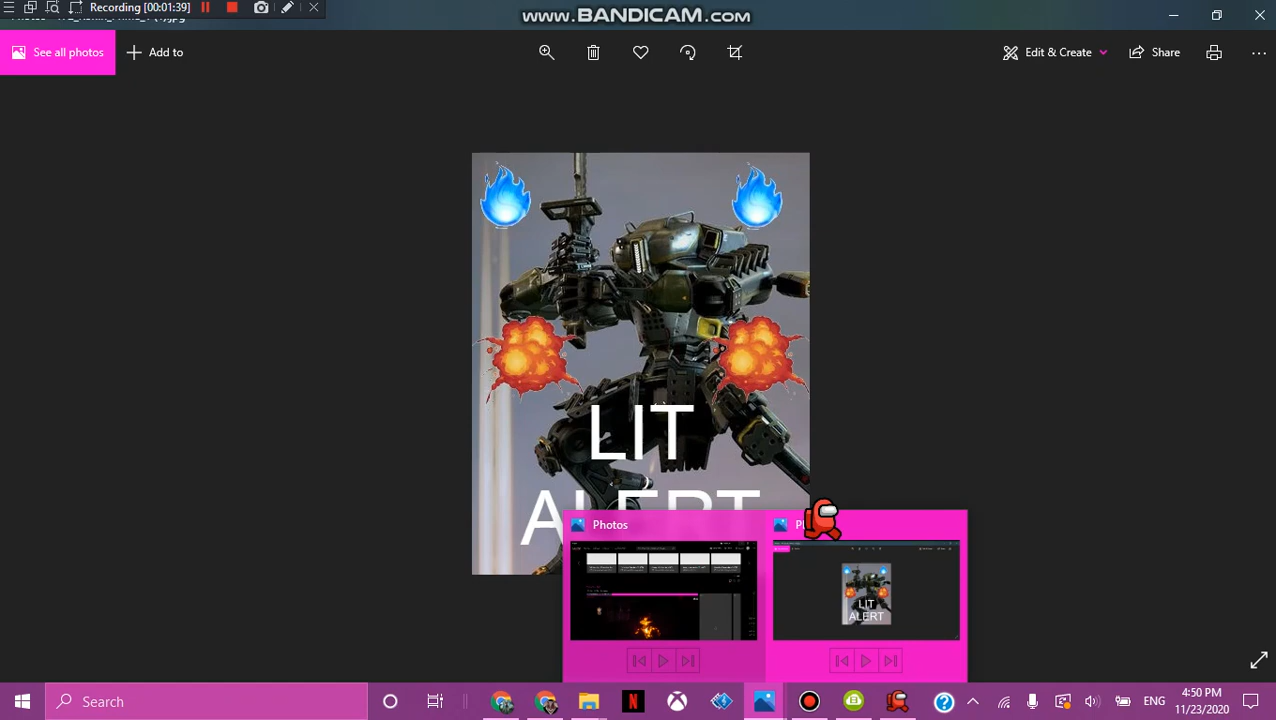 Recording [00:01:39]
www.BANDICAM.com
See all photos
Add to
Edit & Create
Share
LIT
ALERT
Photos
LIT
ALERT
Search
N
ENG
4:50 PM
11/23/2020